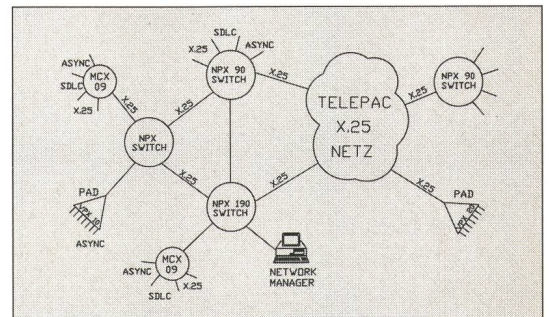 SDLC
X.25
ASYNC
NPX 90
SWITCH
X.25
ASYNC
SDLC
X.25
MCX
09
X.25
X.25
TELEPAC
X.25
NETZ
X.25
NPX 90
SWITCH
NPX
SWITCH
X.25
NPX 190
SWITCH
X.25
X.25
PAD
ASYNC
PAD
MCX
09
ASYNC
SDLC
X.25
NETWORK
MANAGER